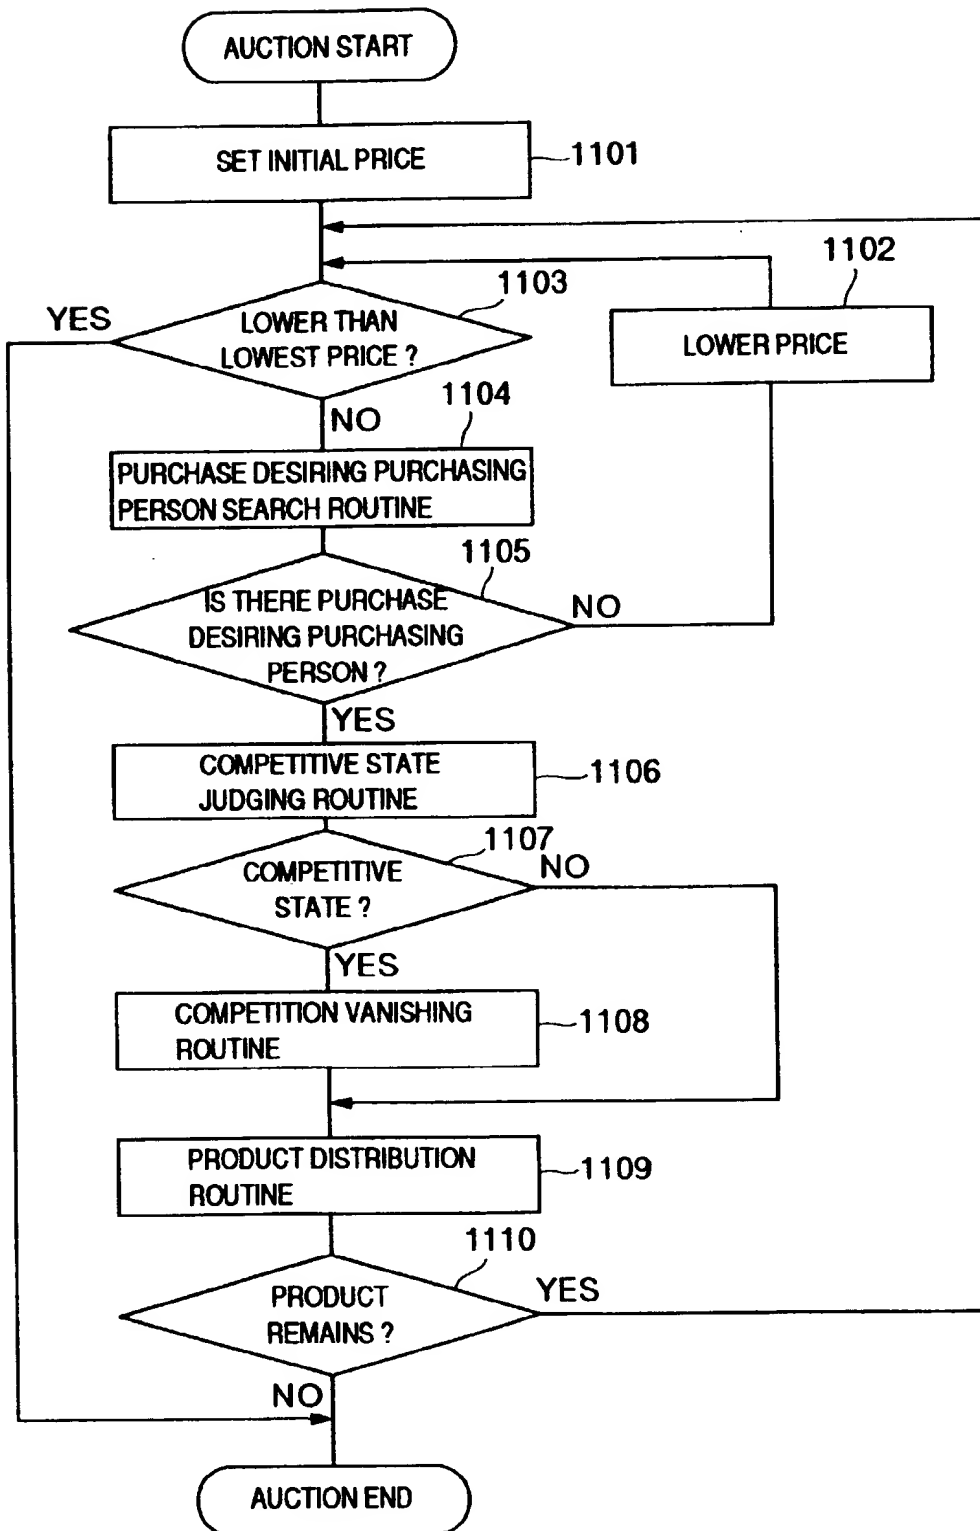 AUCTION START
SET INITIAL PRICE
1101
1102
LOWER PRICE
1103
YES
LOWER THAN
LOWEST PRICE ?
NO
1104
PURCHASE DESIRING PURCHASING
PERSON SEARCH ROUTINE
1105
IS THERE PURCHASE
DESIRING PURCHASING
PERSON ?
NO
YES
COMPETITIVE STATE
JUDGING ROUTINE
1106
1107
COMPETITIVE
STATE ?
NO
YES
COMPETITION VANISHING
ROUTINE
1108
PRODUCT DISTRIBUTION
ROUTINE
1109
1110
PRODUCT
REMAINS ?
YES
NO
AUCTION END